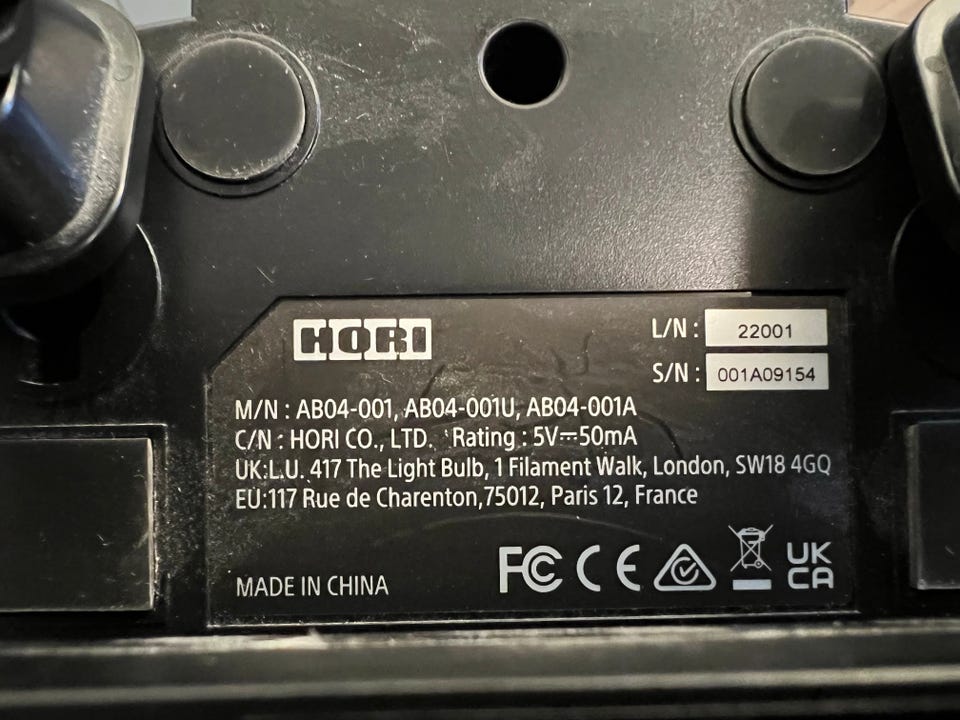 HORI
L/N : 22001
S/N : 001A09154
M/N : AB04-001, AB04-001U, AB04-001A
C/N : HORI CO., LTD. Rating : 5V⎓50mA
UK:L.U. 417 The Light Bulb, 1 Filament Walk, London, SW18 4GQ
EU:117 Rue de Charenton,75012, Paris 12, France
MADE IN CHINA
FC CE UK
CA